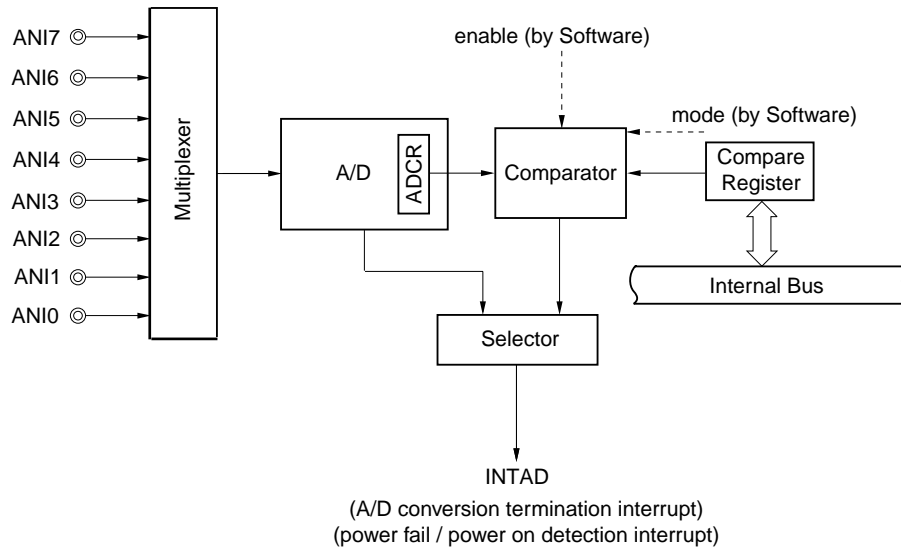 ANI7
ANI6
ANI5
ANI4
ANI3
ANI2
ANI1
ANI0
Multiplexer
A/D
ADCR
enable (by Software)
mode (by Software)
Comparator
Compare
Register
Internal Bus
Selector
INTAD
(A/D conversion termination interrupt)
(power fail / power on detection interrupt)